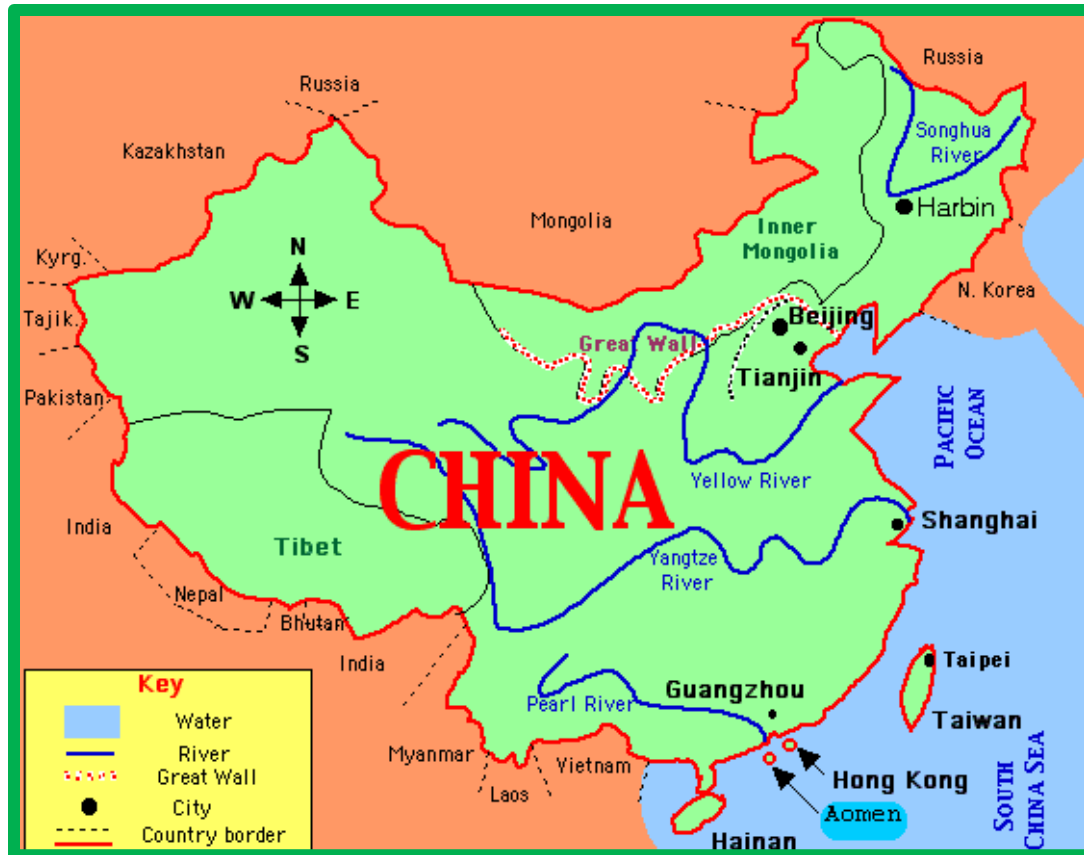 Russia
Russia
Kazakhstan
Songhua
River
Harbin
Mongolia
Inner
Mongolia
Kyrg.
N
W
E
S
N. Korea
Tajik.
Beijing
Great Wall
Tianjin
Pakistan
PACIFIC
OCEAN
CHINA
Yellow River
India
Shanghai
Tibet
Yangtze
River
Nepal
Bhutan
India
Taipei
Key
Water
River
Great Wall
City
Country border
Guangzhou
Pearl River
Taiwan
Myanmar
Vietnam
Laos
Hong Kong
Aomen
Hainan
SOUTH
CHINA SEA